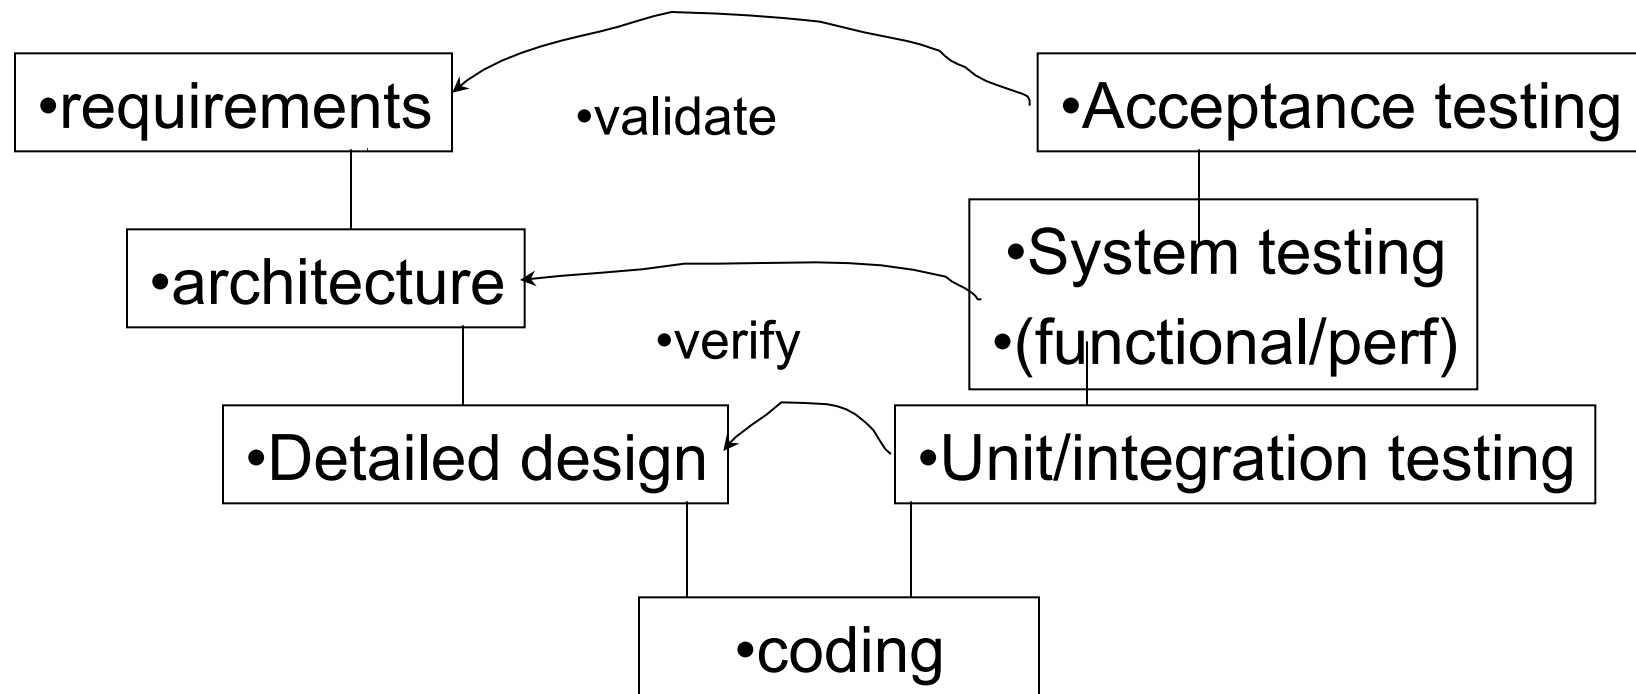 •requirements
•validate
•Acceptance testing
•architecture
•System testing
•(functional/perf)
•verify
•Detailed design
•Unit/integration testing
•coding